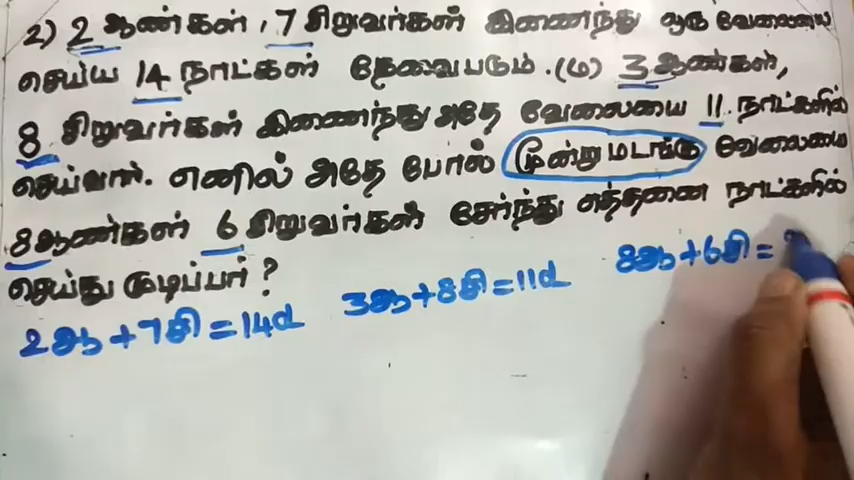 2) 2 ஆண்கள், 7 சிறுவர்கள் இணைந்து ஒரு வேலையை
செய்ய 14 நாட்கள் தேவைபடும். (ம) 3 ஆண்கள்,
8 சிறுவர்கள் இணைந்து அதே வேலையை 11 நாட்களில்
செய்வார். எனில் அதே போல் மூன்று மடங்கு வேலையை
8 ஆண்கள் 6 சிறுவர்கள் சேர்ந்து எத்தனை நாட்களில்
செய்து முடிப்பர் ?
2ஆ + 7சி = 14d 3ஆ + 8சி = 11d 8ஆ + 6சி =